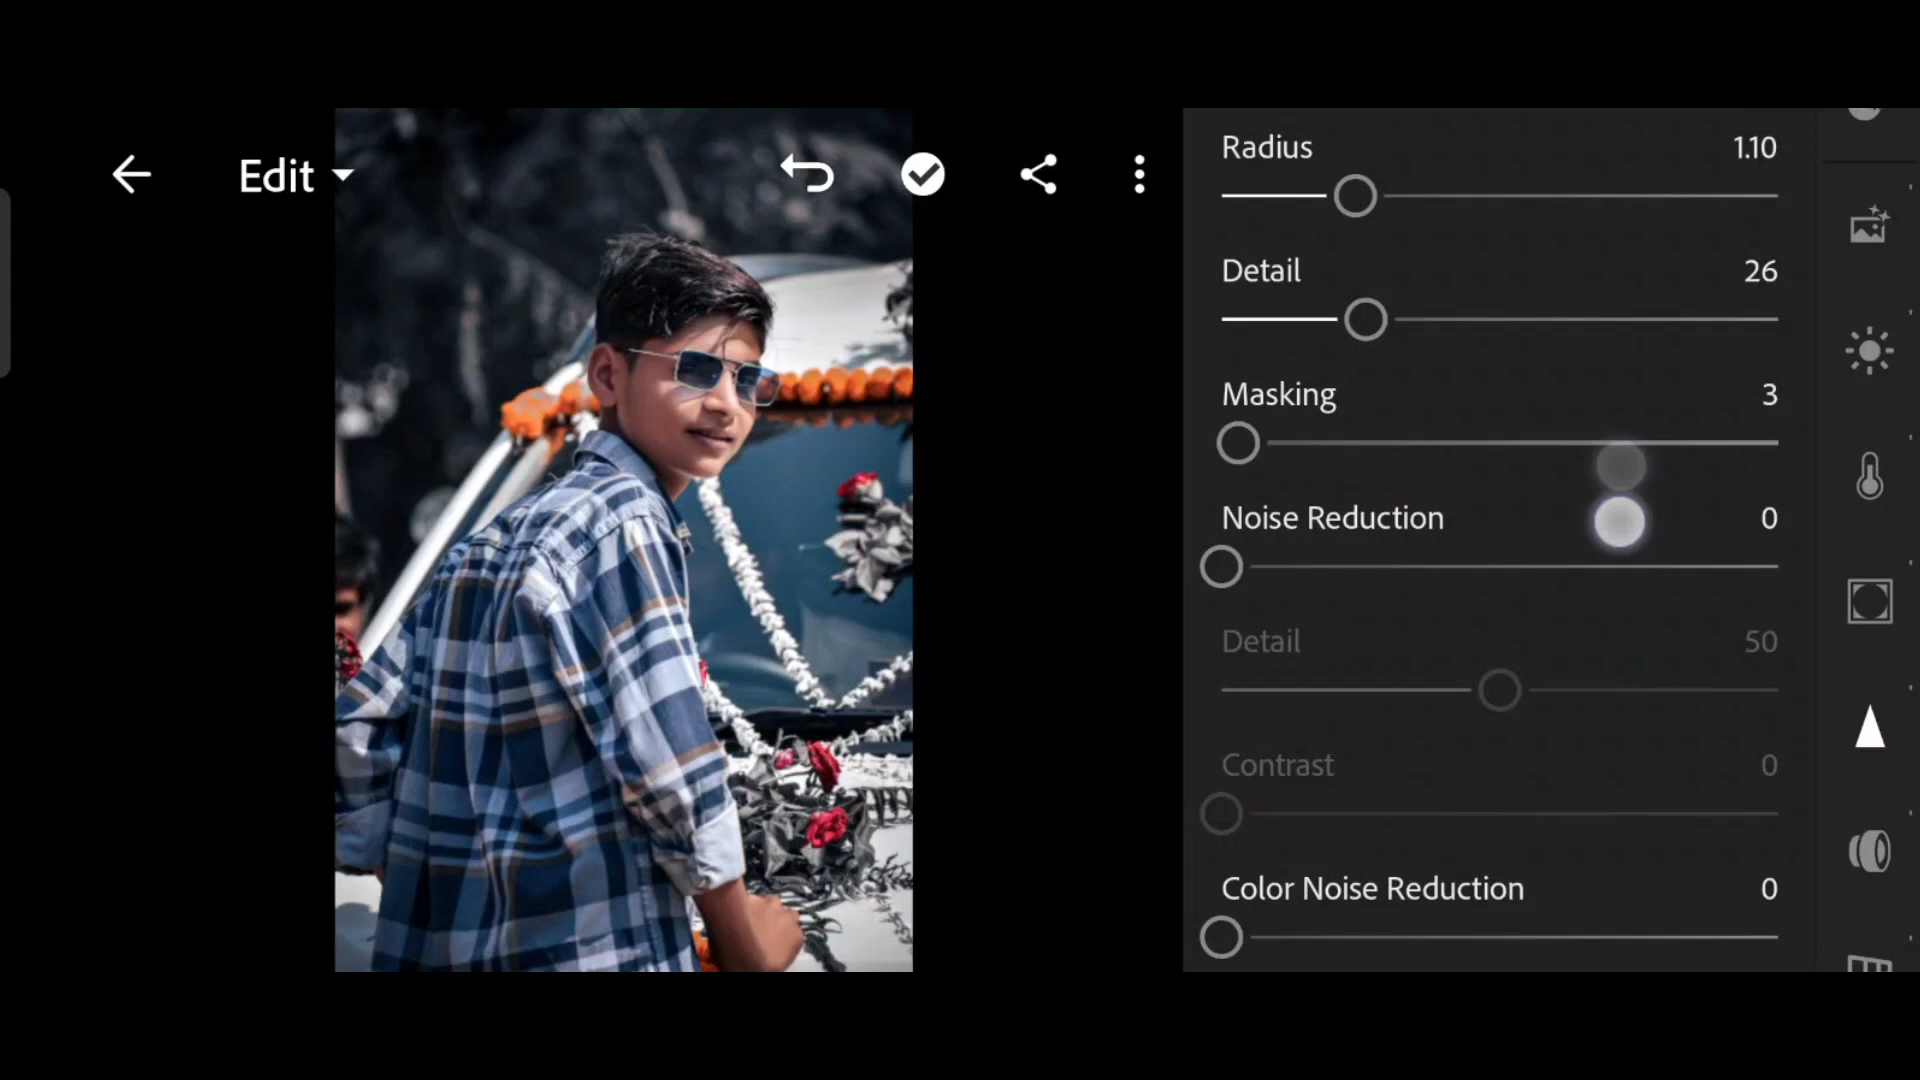 Edit
Radius 1.10
Detail 26
Masking 3
Noise Reduction 0
Detail 50
Contrast 0
Color Noise Reduction 0